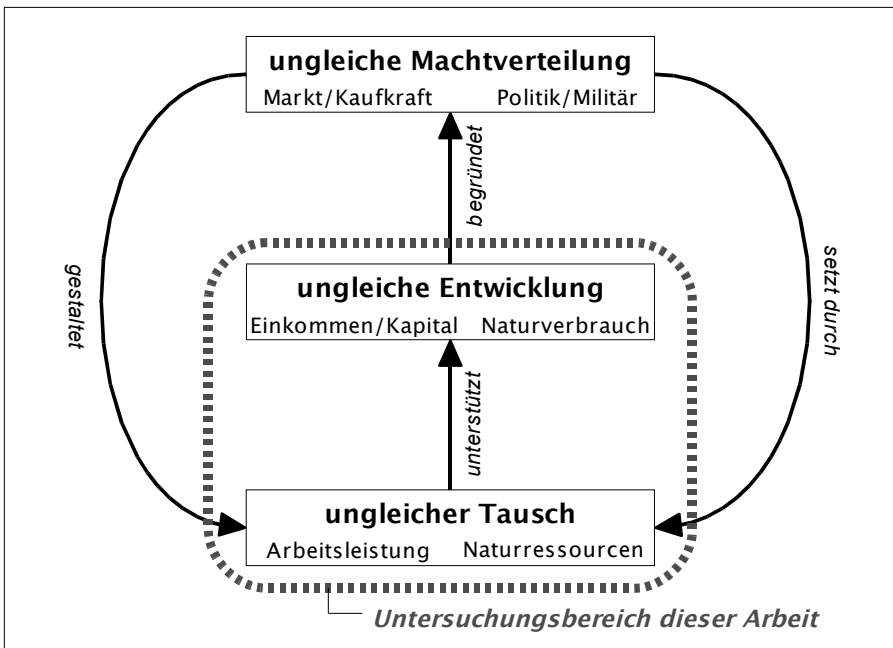 ungleiche Machtverteilung
Markt/Kaufkraft Politik/Militär
begründet
gestaltet
setzt durch
ungleiche Entwicklung
Einkommen/Kapital Naturverbrauch
unterstützt
ungleicher Tausch
Arbeitsleistung Naturressourcen
Untersuchungsbereich dieser Arbeit